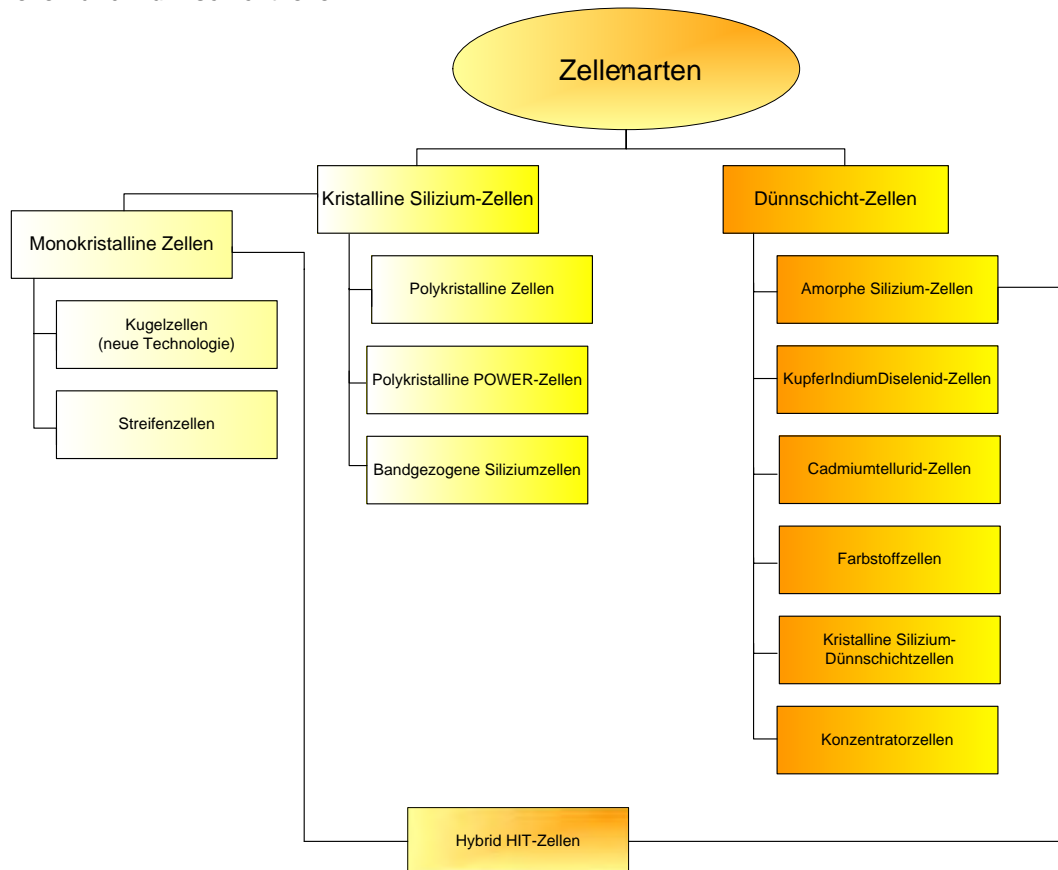 Zellenarten
Kristalline Silizium-Zellen
Dünnschicht-Zellen
Monokristalline Zellen
Polykristalline Zellen
Amorphe Silizium-Zellen
Kugelzellen
(neue Technologie)
Polykristalline POWER-Zellen
KupferIndiumDiselenid-Zellen
Streifenzellen
Bandgezogene Siliziumzellen
Cadmiumtellurid-Zellen
Farbstoffzellen
Kristalline Silizium-
Dünnschichtzellen
Konzentratorzellen
Hybrid HIT-Zellen